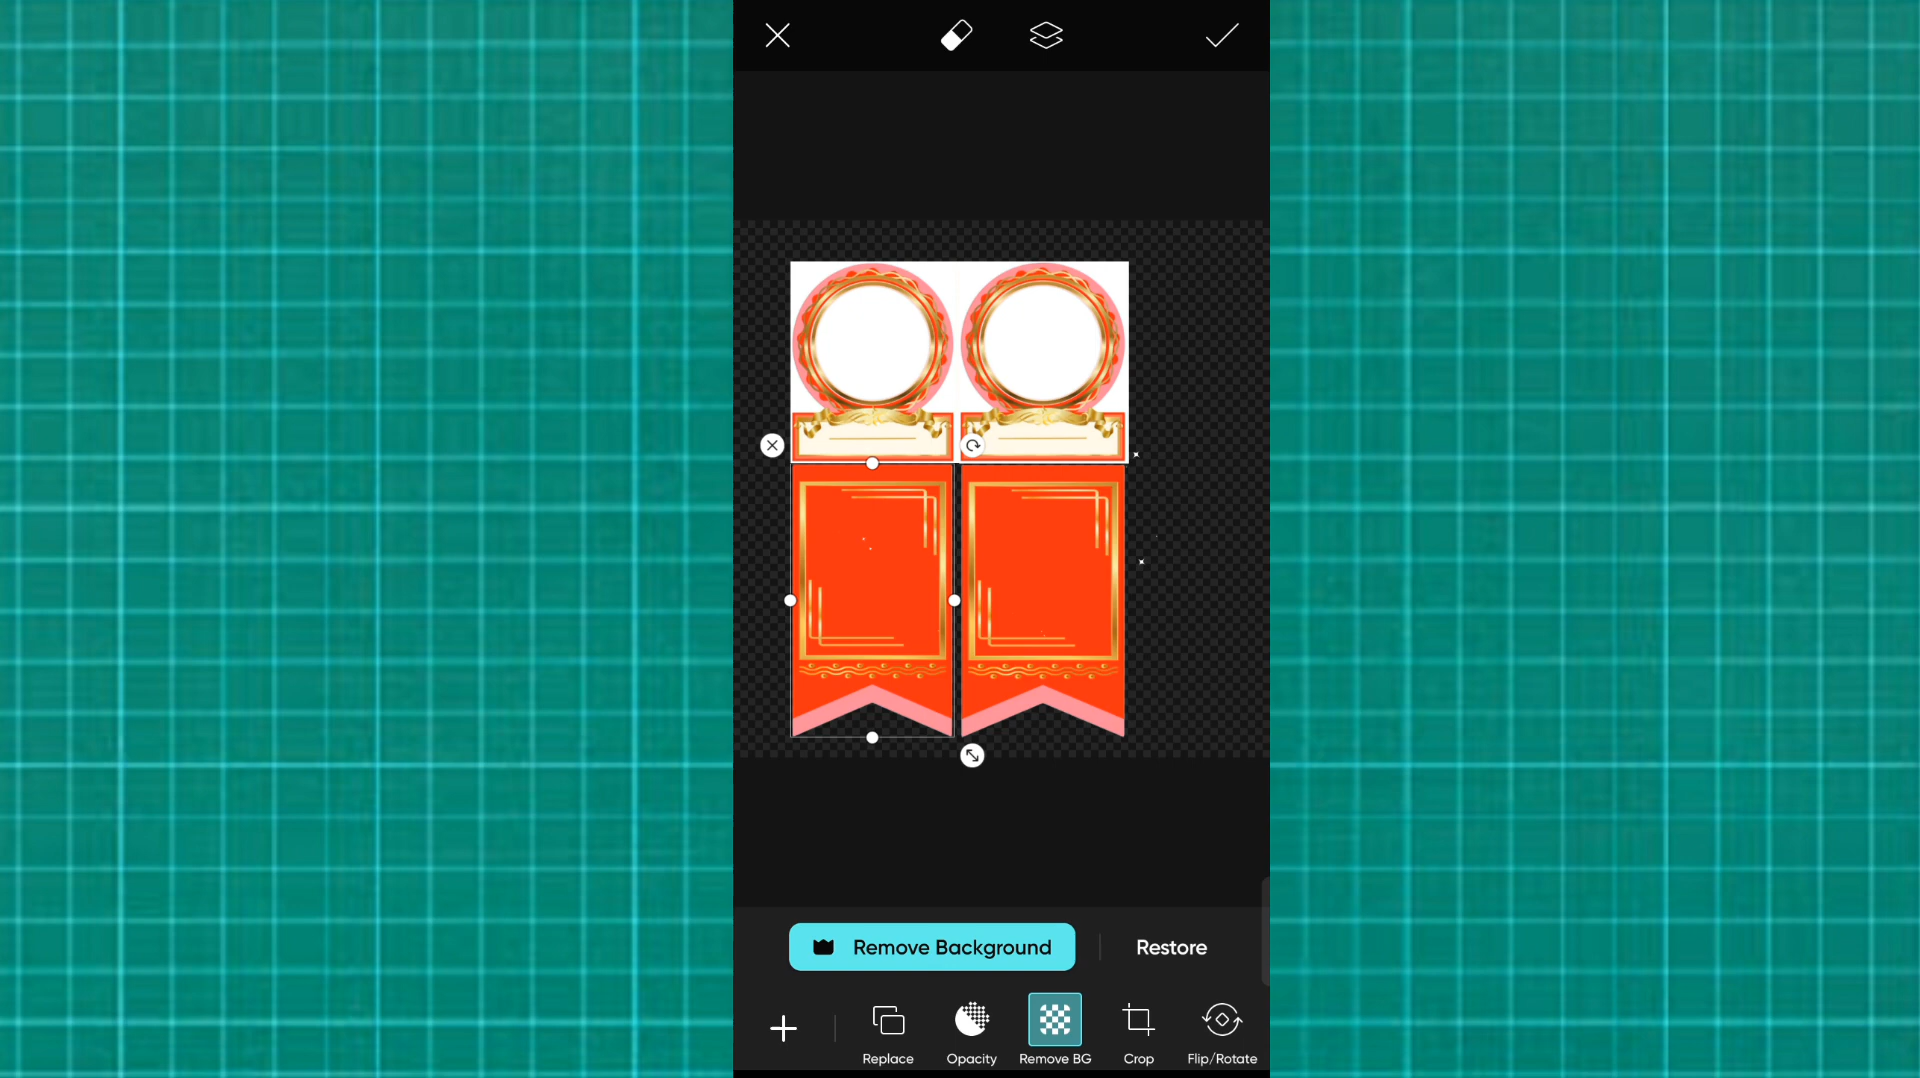 Remove Background
Restore
Replace
Opacity
Remove BG
Crop
Flip/Rotate